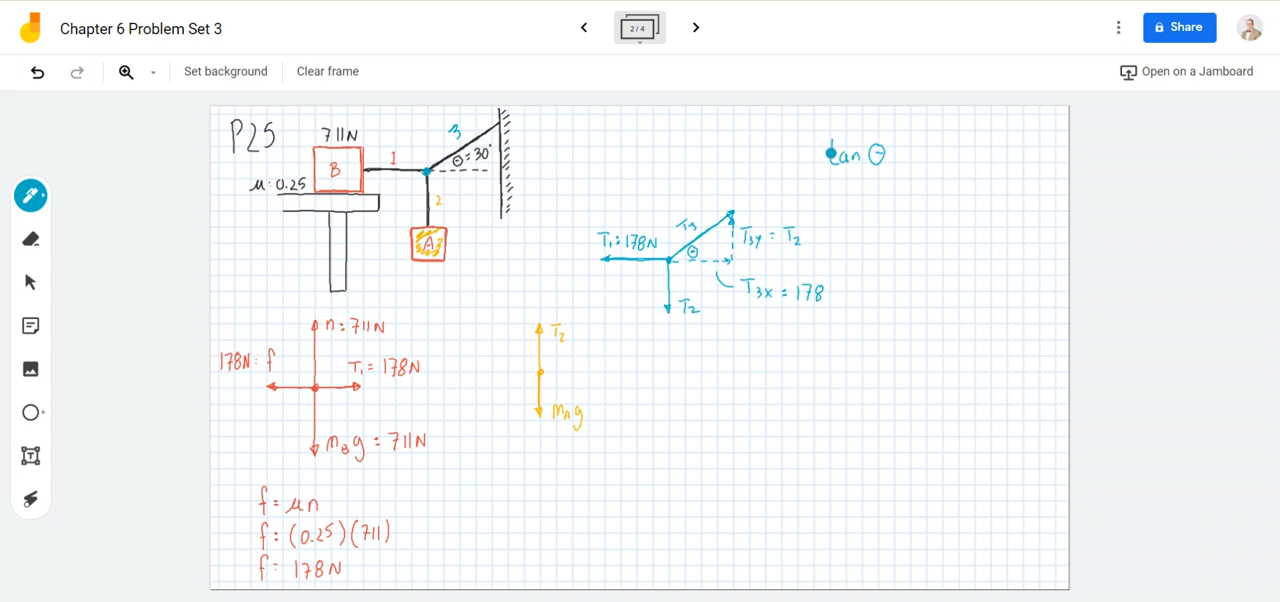 Chapter 6 Problem Set 3
2 / 4
Share
Set background
Clear frame
Open on a Jamboard
P25
711N
B
μ: 0.25
1
3
θ = 30°
2
A
tan θ
T₁: 178N
T₃
θ
T₃y = T₂
T₃x = 178
T₂
n: 711N
178N: f
T₁ = 178N
m_B g = 711N
T₂
m_A g
f = μn
f: (0.25)(711)
f = 178N